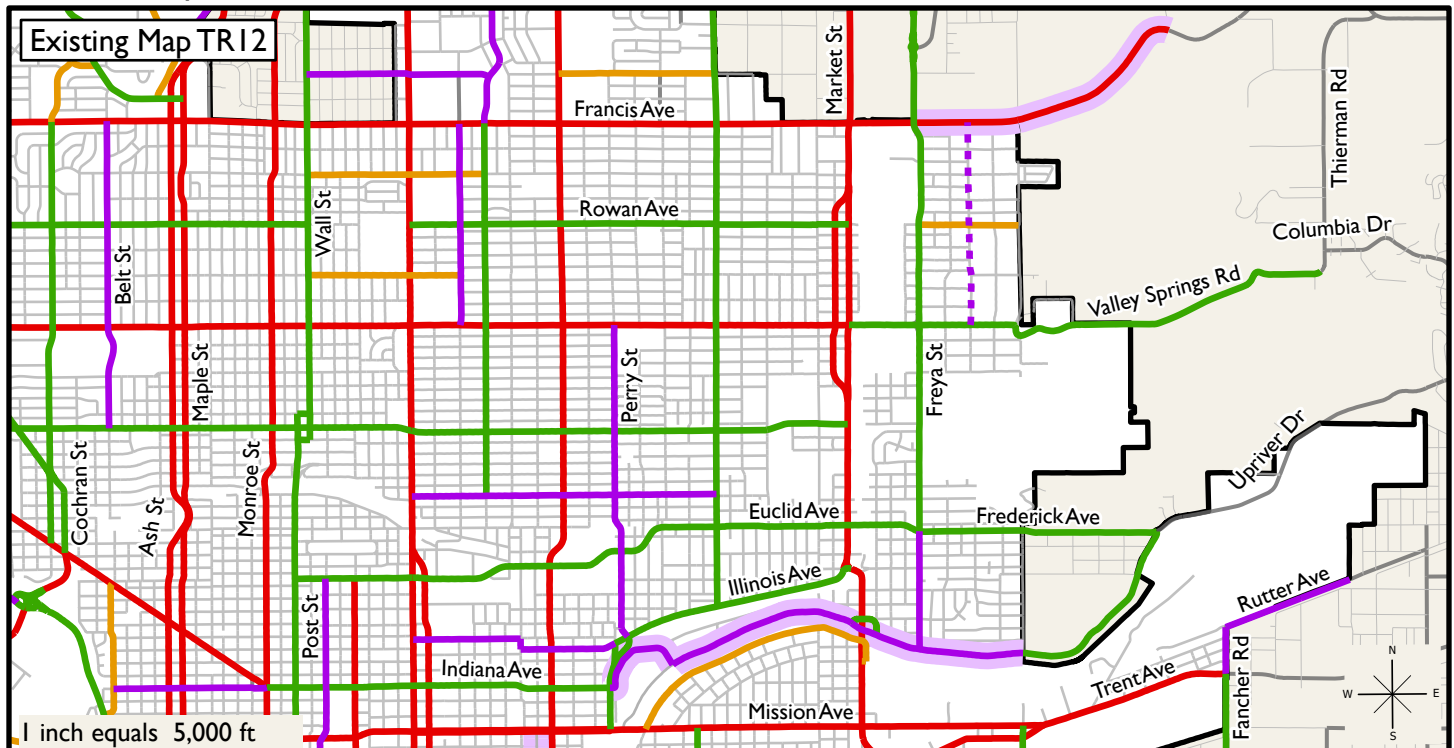 Existing Map TR12
Market St
Francis Ave
Thierman Rd
Wall St
Rowan Ave
Columbia Dr
Belt St
Valley Springs Rd
Maple St
Perry St
Freya St
Cochran St
Ash St
Monroe St
Upriver Dr
Euclid Ave
Frederick Ave
Illinois Ave
Rutter Ave
Post St
Indiana Ave
Trent Ave
Fancher Rd
Mission Ave
N
W
E
S
1 inch equals 5,000 ft